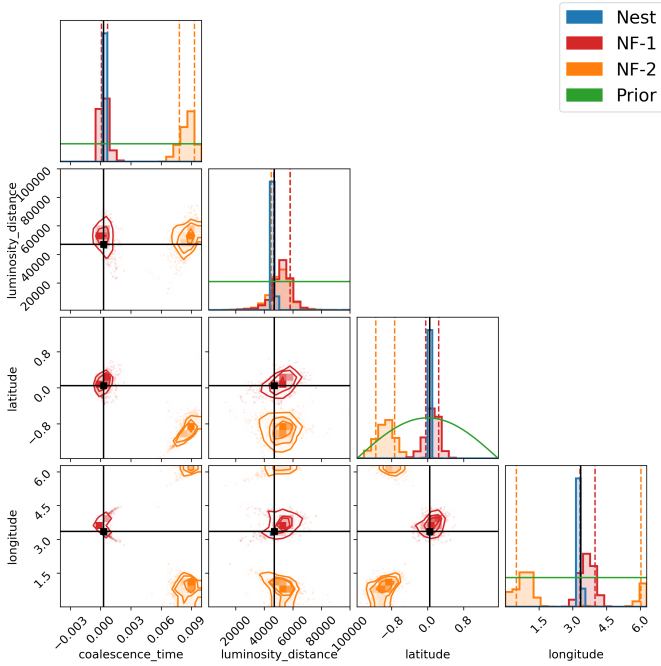 Nest
NF-1
NF-2
Prior
luminosity_distance
100000
80000
60000
40000
20000
latitude
0.8
0.0
−0.8
longitude
6.0
4.5
3.0
1.5
−0.003
0.000
0.006
0.009
coalescence_time
20000
40000
60000
80000
100000
luminosity_distance
−0.8
0.0
0.8
latitude
1.5
3.0
4.5
6.0
longitude